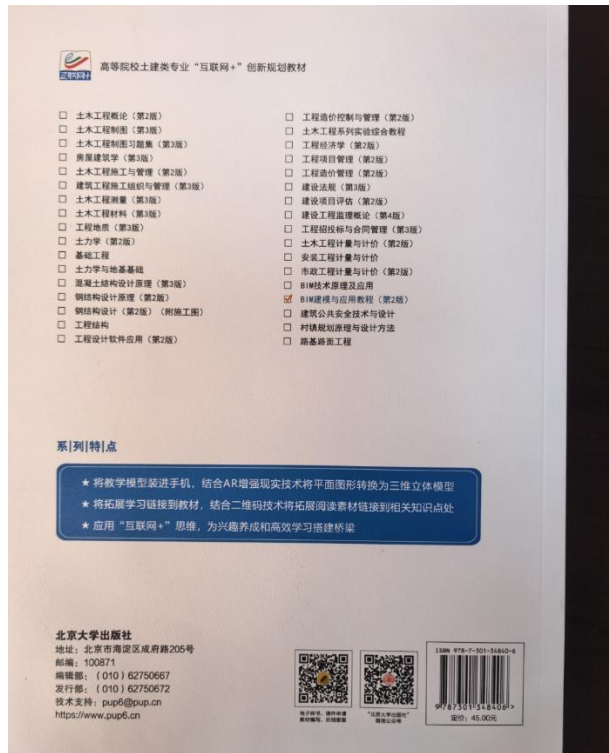 互联网+
高等院校土建类专业“互联网+”创新规划教材
土木工程概论(第2版)
土木工程制图(第3版)
土木工程制图习题集(第3版)
房屋建筑学(第3版)
土木工程施工与管理(第2版)
建筑工程施工组织与管理(第3版)
土木工程测量(第3版)
土木工程材料(第3版)
工程地质(第3版)
土力学(第2版)
基础工程
土力学与地基基础
混凝土结构设计原理(第3版)
钢结构设计原理(第2版)
钢结构设计(第2版)(附施工图)
工程结构
工程设计软件应用(第2版)
工程造价控制与管理(第2版)
土木工程系列实验综合教程
工程经济学(第2版)
工程项目管理(第2版)
工程造价管理(第2版)
建设法规(第3版)
建设项目评估(第2版)
建设工程监理概论(第4版)
工程招投标与合同管理(第3版)
土木工程计量与计价(第2版)
安装工程计量与计价
市政工程计量与计价(第2版)
BIM技术原理及应用
BIM建模与应用教程(第2版)
建筑公共安全技术与设计
村镇规划原理与设计方法
路基路面工程
系|列|特|点
★ 将教学模型装进手机,结合AR增强现实技术将平面图形转换为三维立体模型
★ 将拓展学习链接到教材,结合二维码技术将拓展阅读素材链接到相关知识点处
★ 应用“互联网+”思维,为兴趣养成和高效学习搭建桥梁
北京大学出版社
地址:北京市海淀区成府路205号
邮编:100871
编辑部:(010)62750667
发行部:(010)62750672
技术支持:pup6@pup.cn
https://www.pup6.cn
电子样书、课件申请
教材编写、在线客服
“北京大学出版社”
微信公众号
ISBN 978-7-301-34840-6
9 787301 348406 >
定价:45.00元